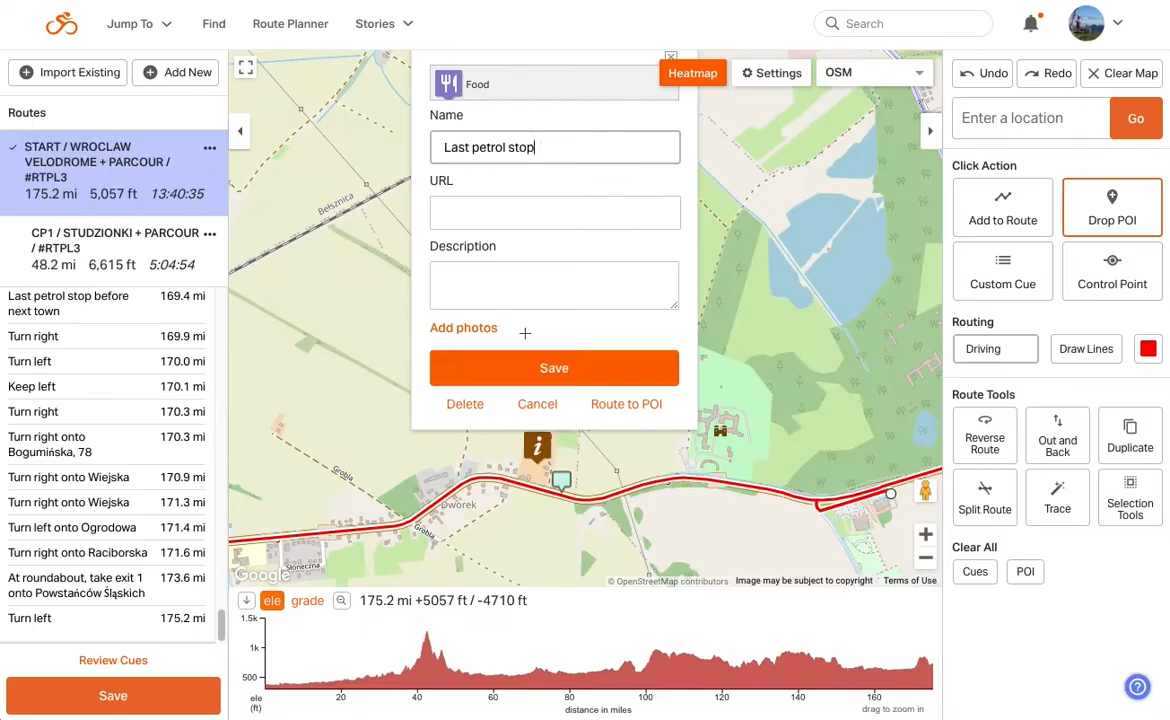 Jump To
Find
Route Planner
Stories
Search
Import Existing
Add New
Routes
START / WROCLAW
VELODROME + PARCOUR /
#RTPL3
175.2 mi 5,057 ft 13:40:35
CP1 / STUDZIONKI + PARCOUR
/ #RTPL3
48.2 mi 6,615 ft 5:04:54
Last petrol stop before
next town 169.4 mi
Turn right 169.9 mi
Turn left 170.0 mi
Keep left 170.1 mi
Turn right 170.3 mi
Turn right onto
Bogumińska, 78 170.3 mi
Turn right onto Wiejska 170.9 mi
Turn right onto Wiejska 171.3 mi
Turn left onto Ogrodowa 171.4 mi
Turn right onto Raciborska 171.6 mi
At roundabout, take exit 1
onto Powstańców Śląskich 173.6 mi
Turn left 175.2 mi
Review Cues
Save
Food
Name
Last petrol stop
URL
Description
Add photos
Save
Delete
Cancel
Route to POI
Heatmap
Settings
OSM
Bełsznica
Grobla
Dworek
Grobla
Słoneczna
Google
© OpenStreetMap contributors
Image may be subject to copyright
Terms of Use
ele
grade
175.2 mi +5057 ft / -4710 ft
1.5k
1k
500
ele
(ft)
20 40 60 80 100 120 140 160
distance in miles
drag to zoom in
Undo
Redo
Clear Map
Enter a location
Go
Click Action
Add to Route
Drop POI
Custom Cue
Control Point
Routing
Driving
Draw Lines
Route Tools
Reverse
Route
Out and
Back
Duplicate
Split Route
Trace
Selection
Tools
Clear All
Cues
POI